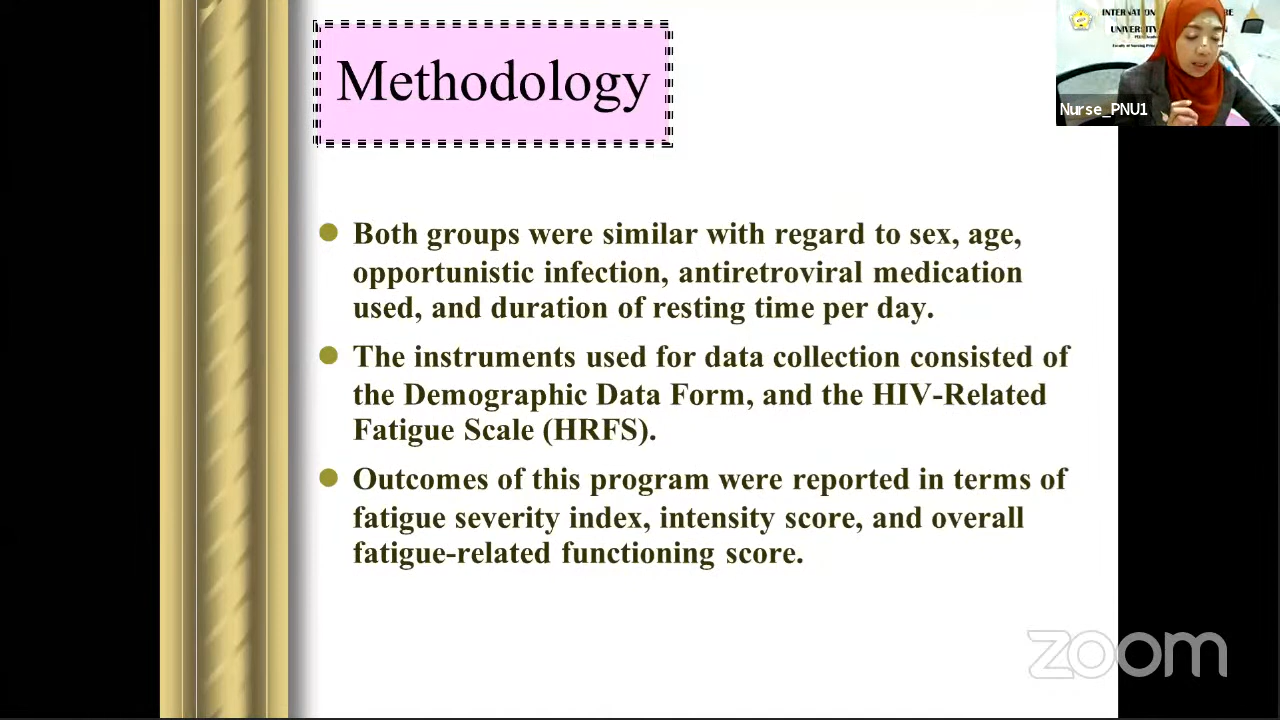 Methodology
INTERNATION
RE
UNIVERSITY
N
Nurse_PNU1
Both groups were similar with regard to sex, age,
opportunistic infection, antiretroviral medication
used, and duration of resting time per day.
The instruments used for data collection consisted of
the Demographic Data Form, and the HIV-Related
Fatigue Scale (HRFS).
Outcomes of this program were reported in terms of
fatigue severity index, intensity score, and overall
fatigue-related functioning score.
zoom